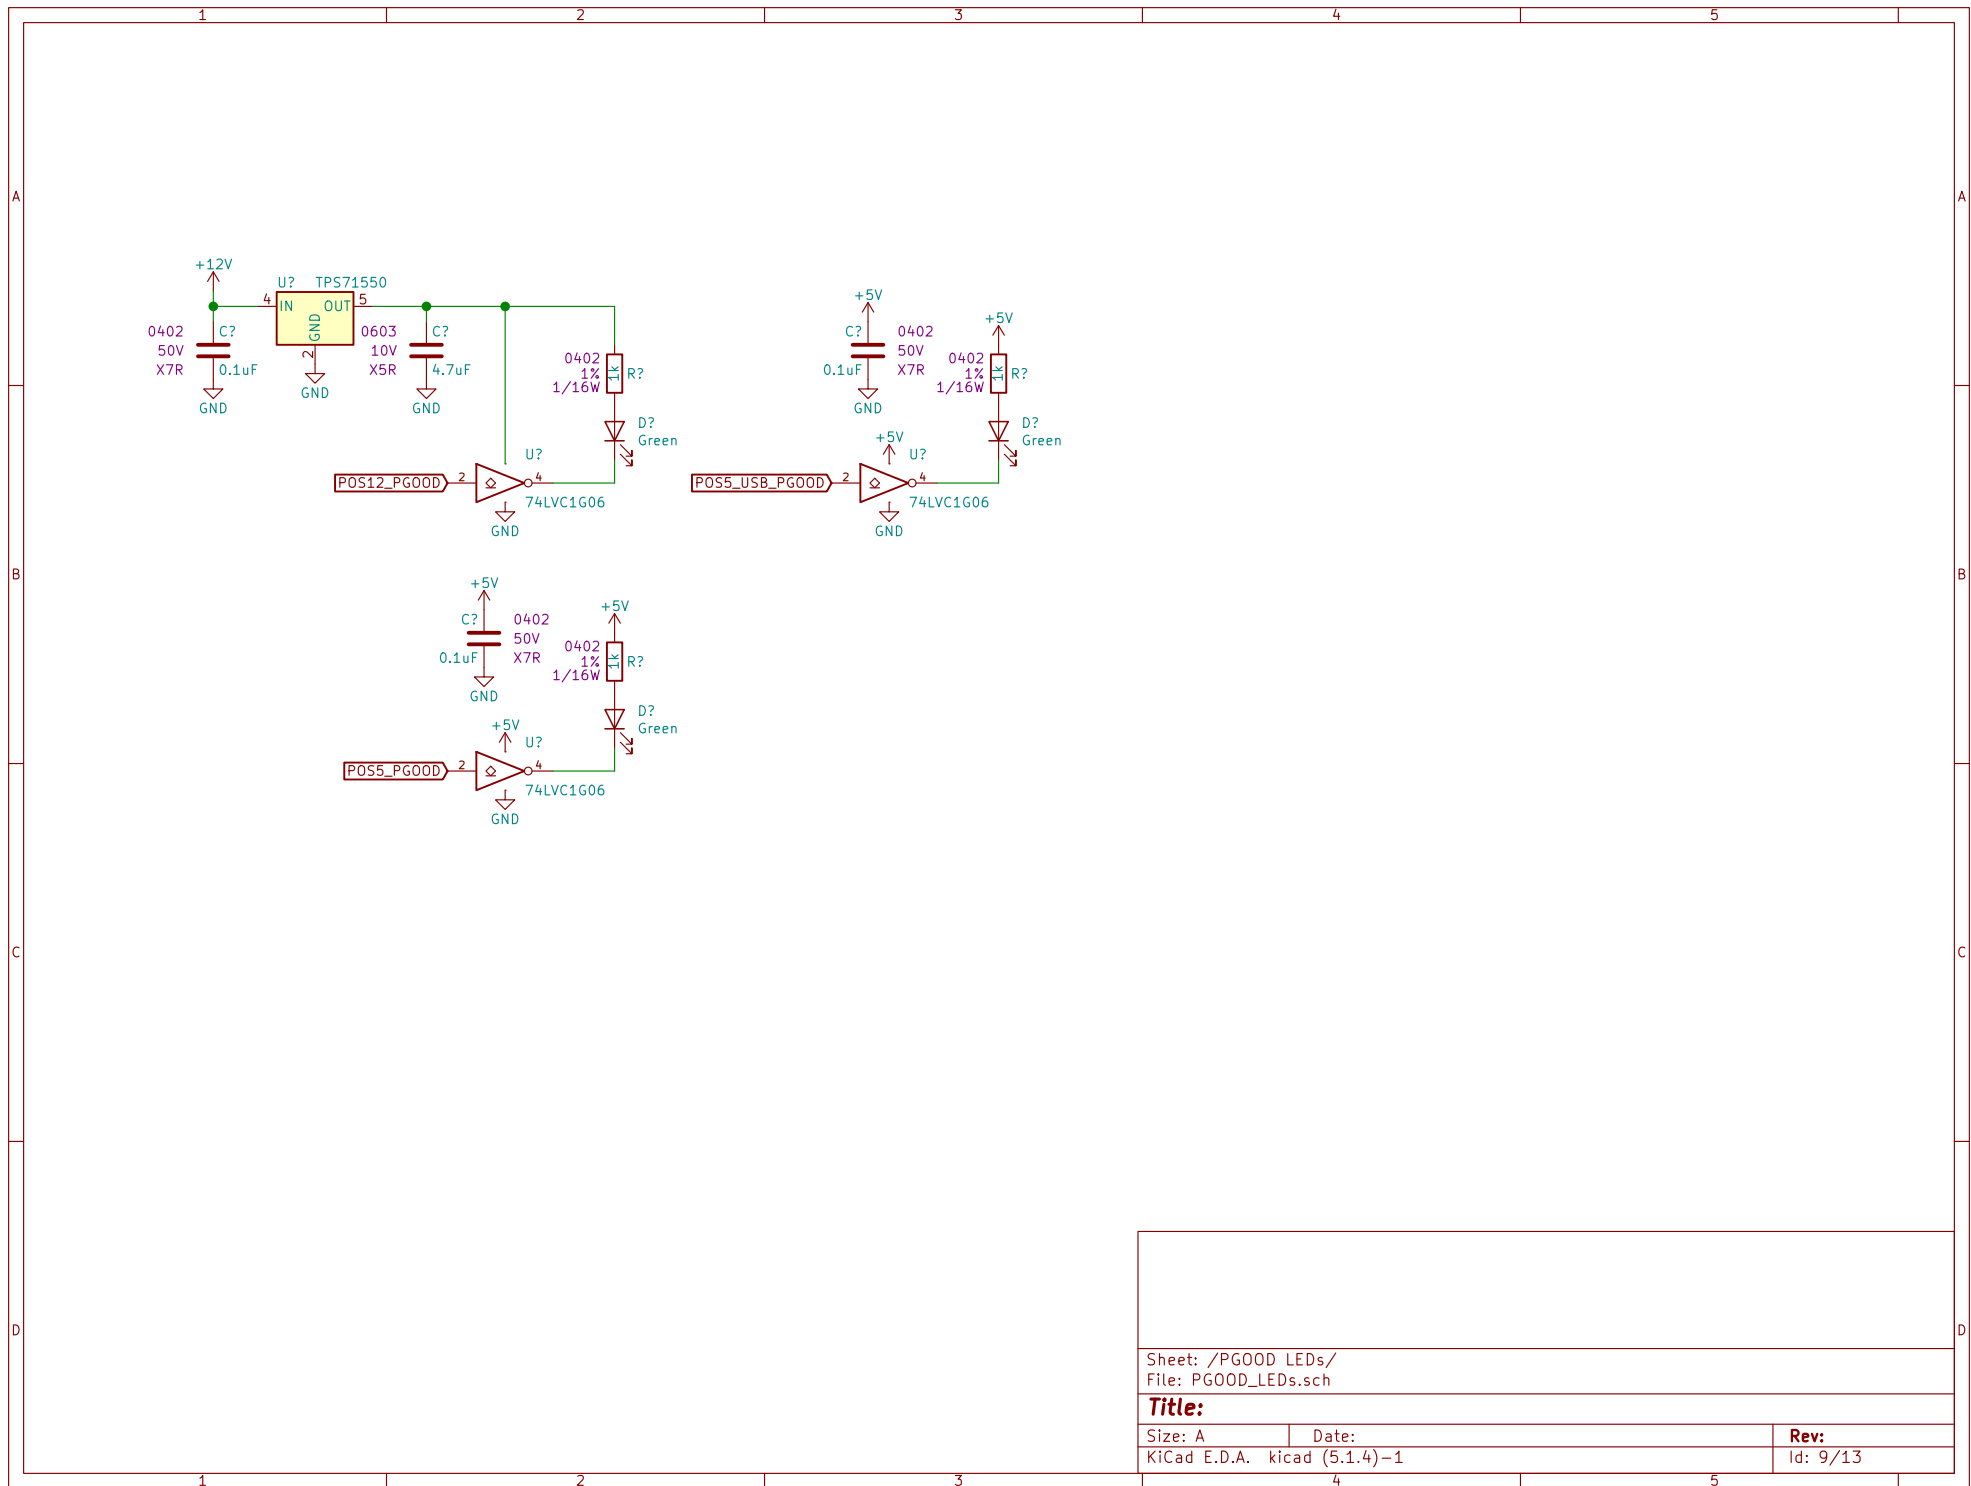 1 2 3 4 5
A A
+12V
U? TPS71550
4 IN OUT 5
GND
2
0402 C?
50V
X7R 0.1uF
GND
GND
0603 C?
10V
X5R 4.7uF
GND
0402
1% 1k R?
1/16W
D?
Green
U?
POS12_PGOOD 2 4
74LVC1G06
GND
+5V
C? 0402
50V
0.1uF X7R
GND
+5V
0402
1% 1k R?
1/16W
D?
Green
+5V
U?
POS5_USB_PGOOD 2 4
74LVC1G06
GND
B B
+5V
C? 0402
50V
0.1uF X7R
GND
+5V
0402
1% 1k R?
1/16W
D?
Green
+5V
U?
POS5_PGOOD 2 4
74LVC1G06
GND
C C
D D
Sheet: /PGOOD LEDs/
File: PGOOD_LEDs.sch
Title:
Size: A Date: Rev:
KiCad E.D.A. kicad (5.1.4)-1 Id: 9/13
1 2 3 4 5